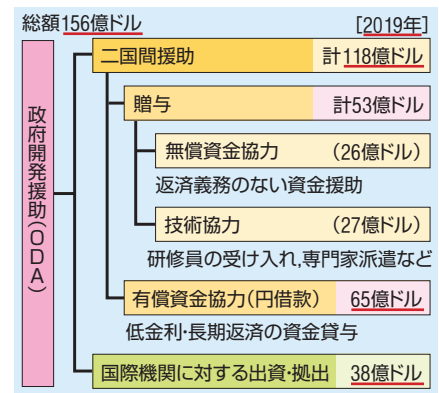 総額156億ドル [2019年]
政府開発援助(ODA)
二国間援助 計118億ドル
贈与 計53億ドル
無償資金協力 (26億ドル)
返済義務のない資金援助
技術協力 (27億ドル)
研修員の受け入れ,専門家派遣など
有償資金協力(円借款) 65億ドル
低金利・長期返済の資金貸与
国際機関に対する出資・拠出 38億ドル